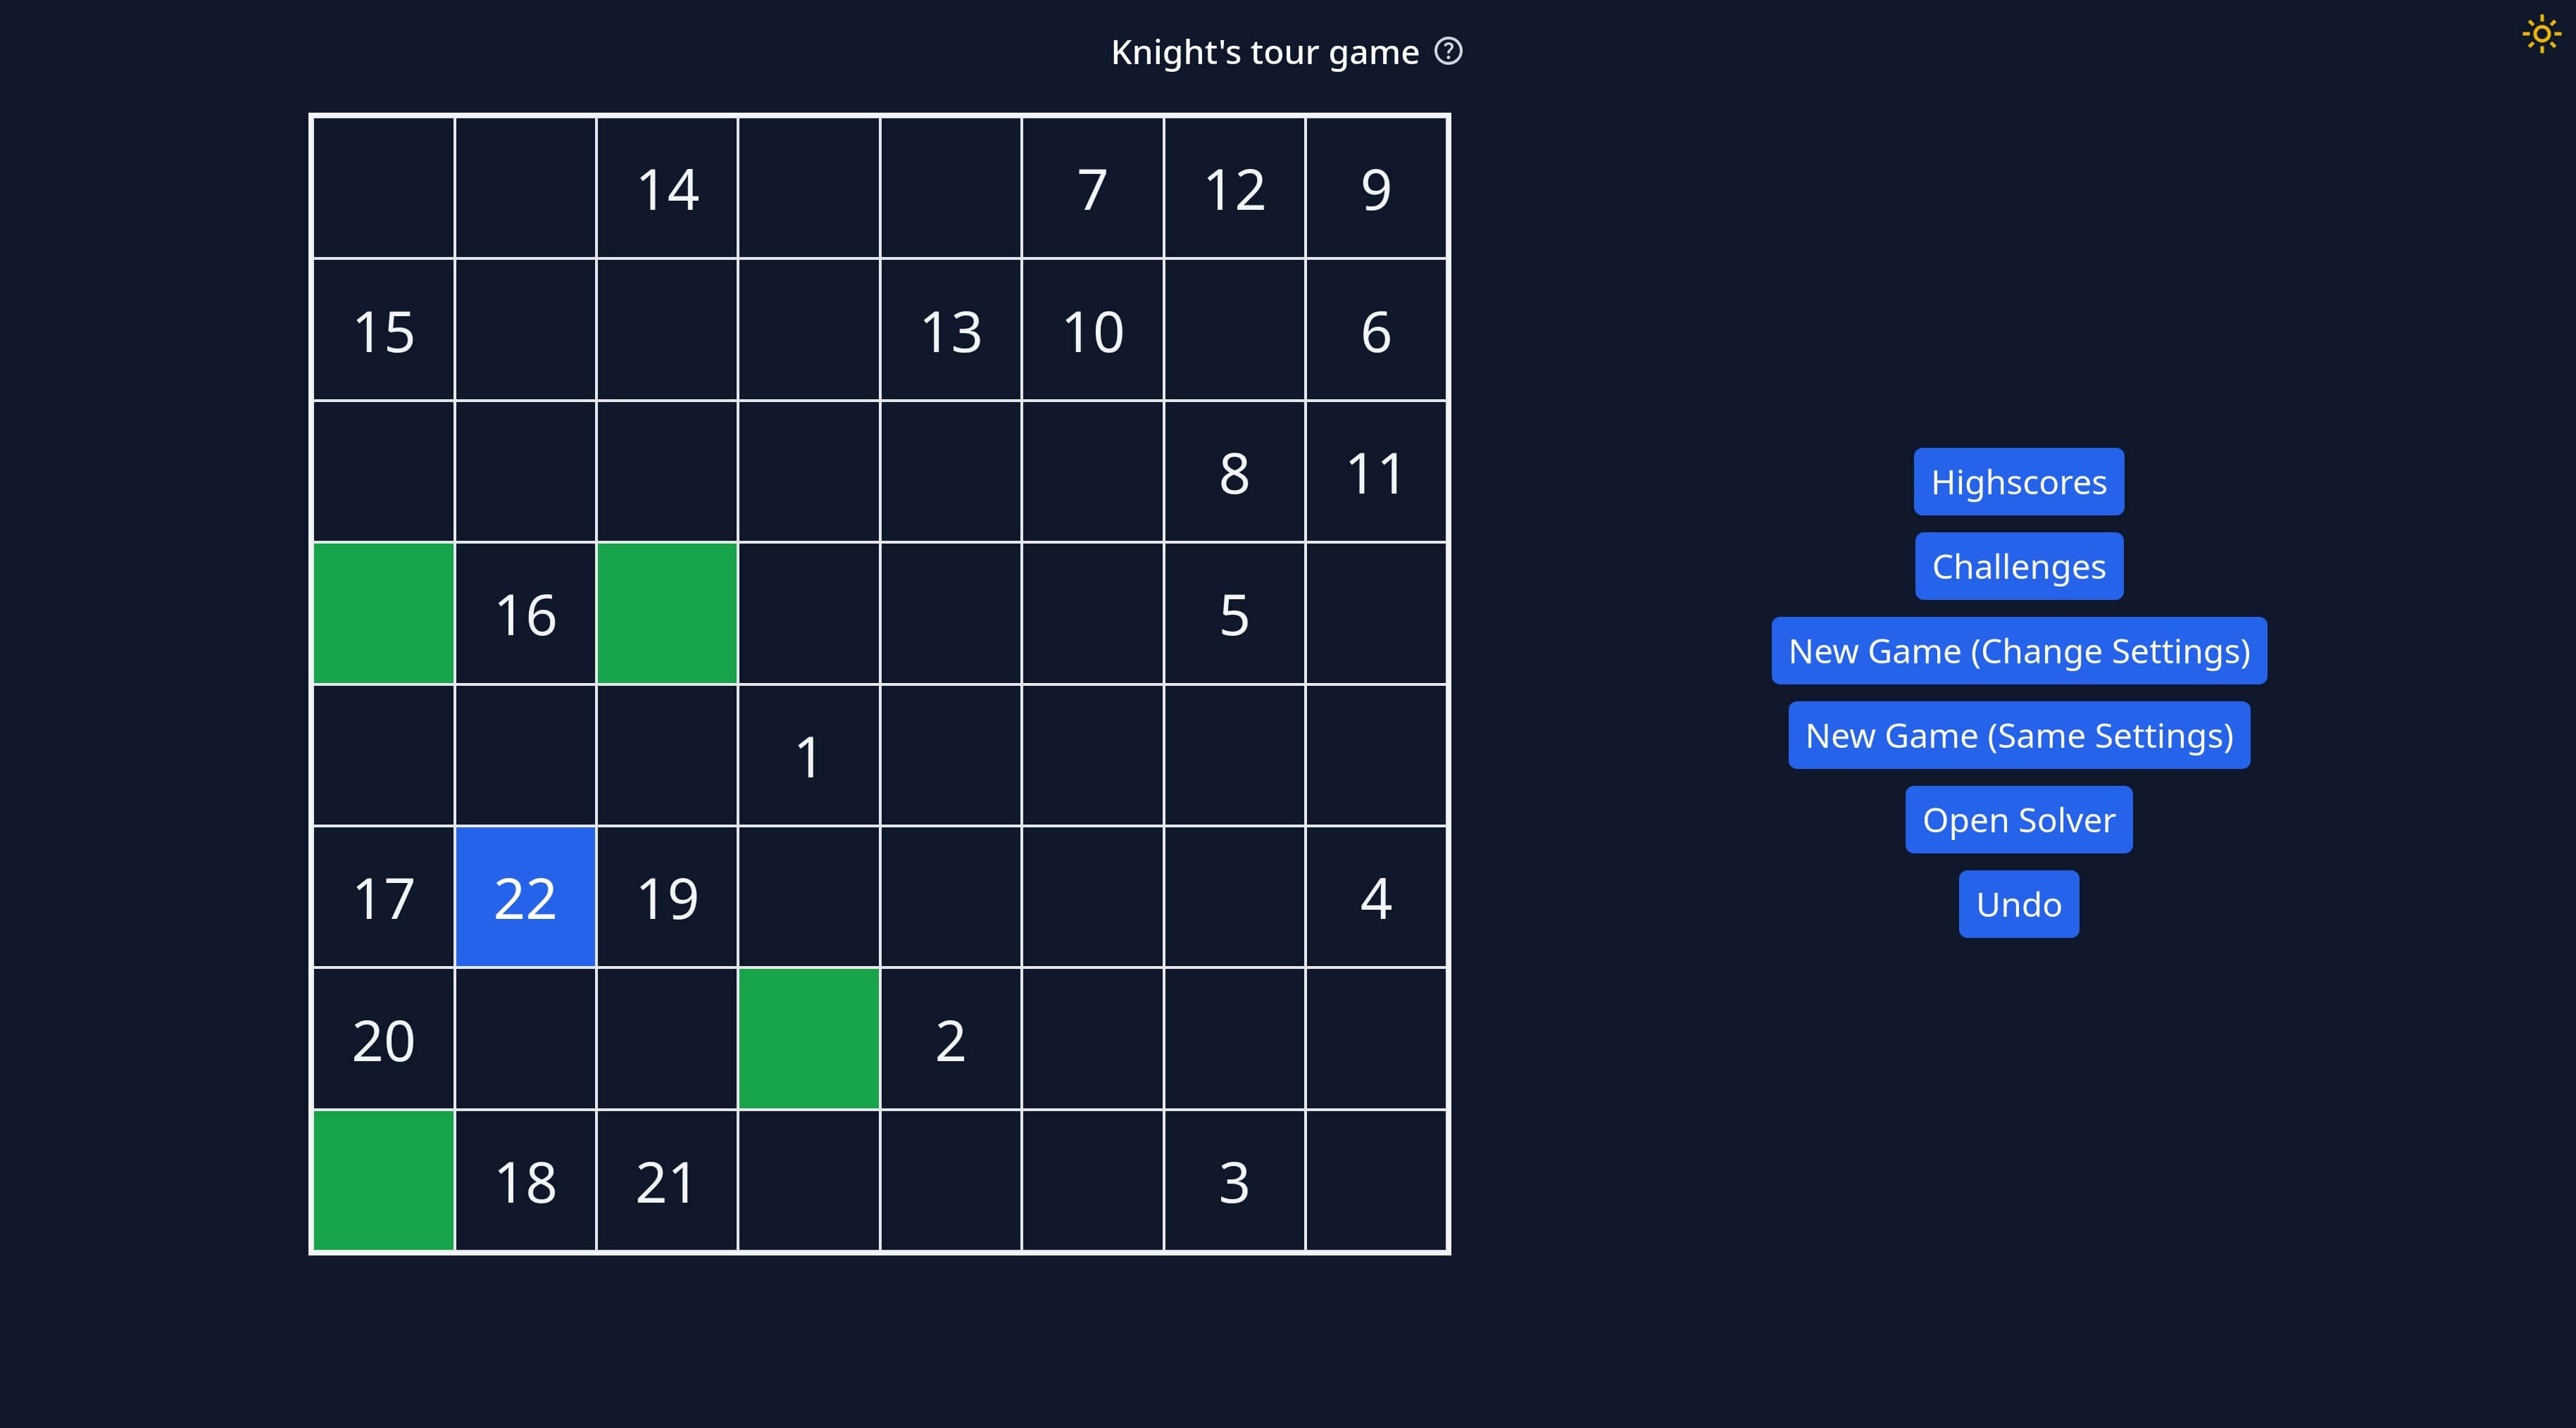 Knight's tour game
14 7 12 9
15 13 10 6
8 11
16 5
1
17 22 19 4
20 2
18 21 3
Highscores
Challenges
New Game (Change Settings)
New Game (Same Settings)
Open Solver
Undo